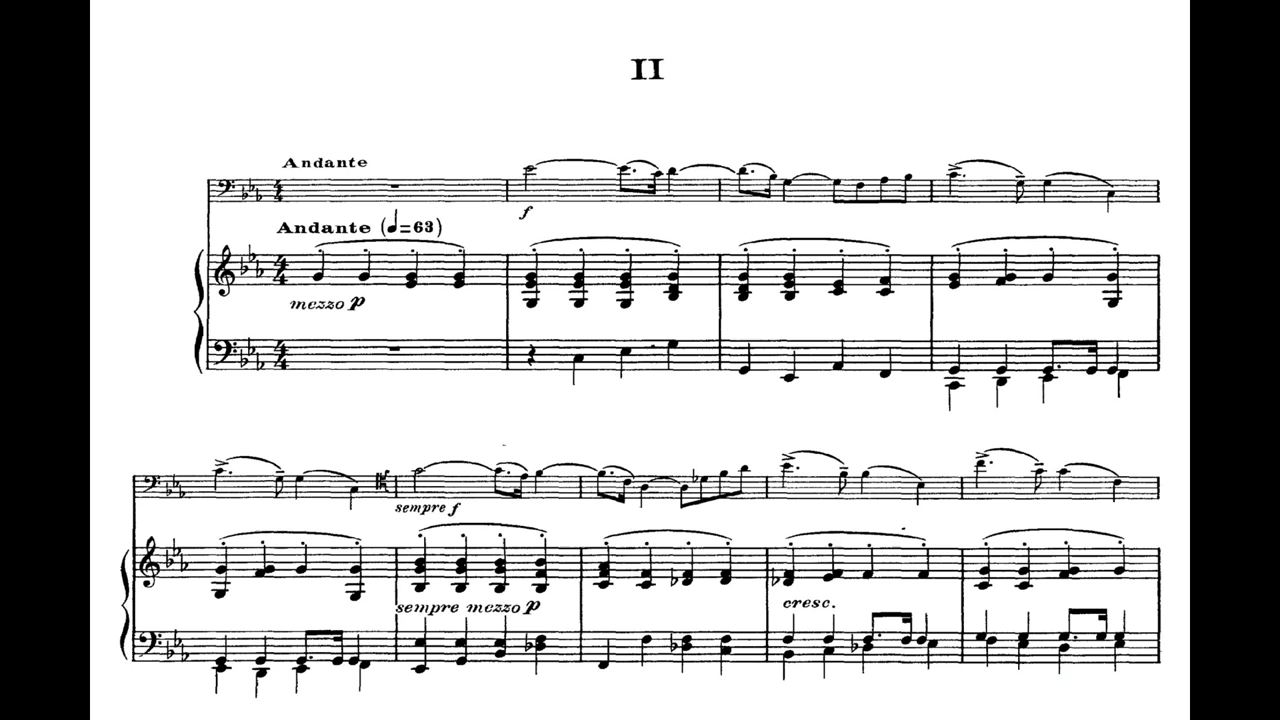 II
Andante
f
Andante (♩=63)
mezzo p
sempre f
sempre mezzo p
cresc.